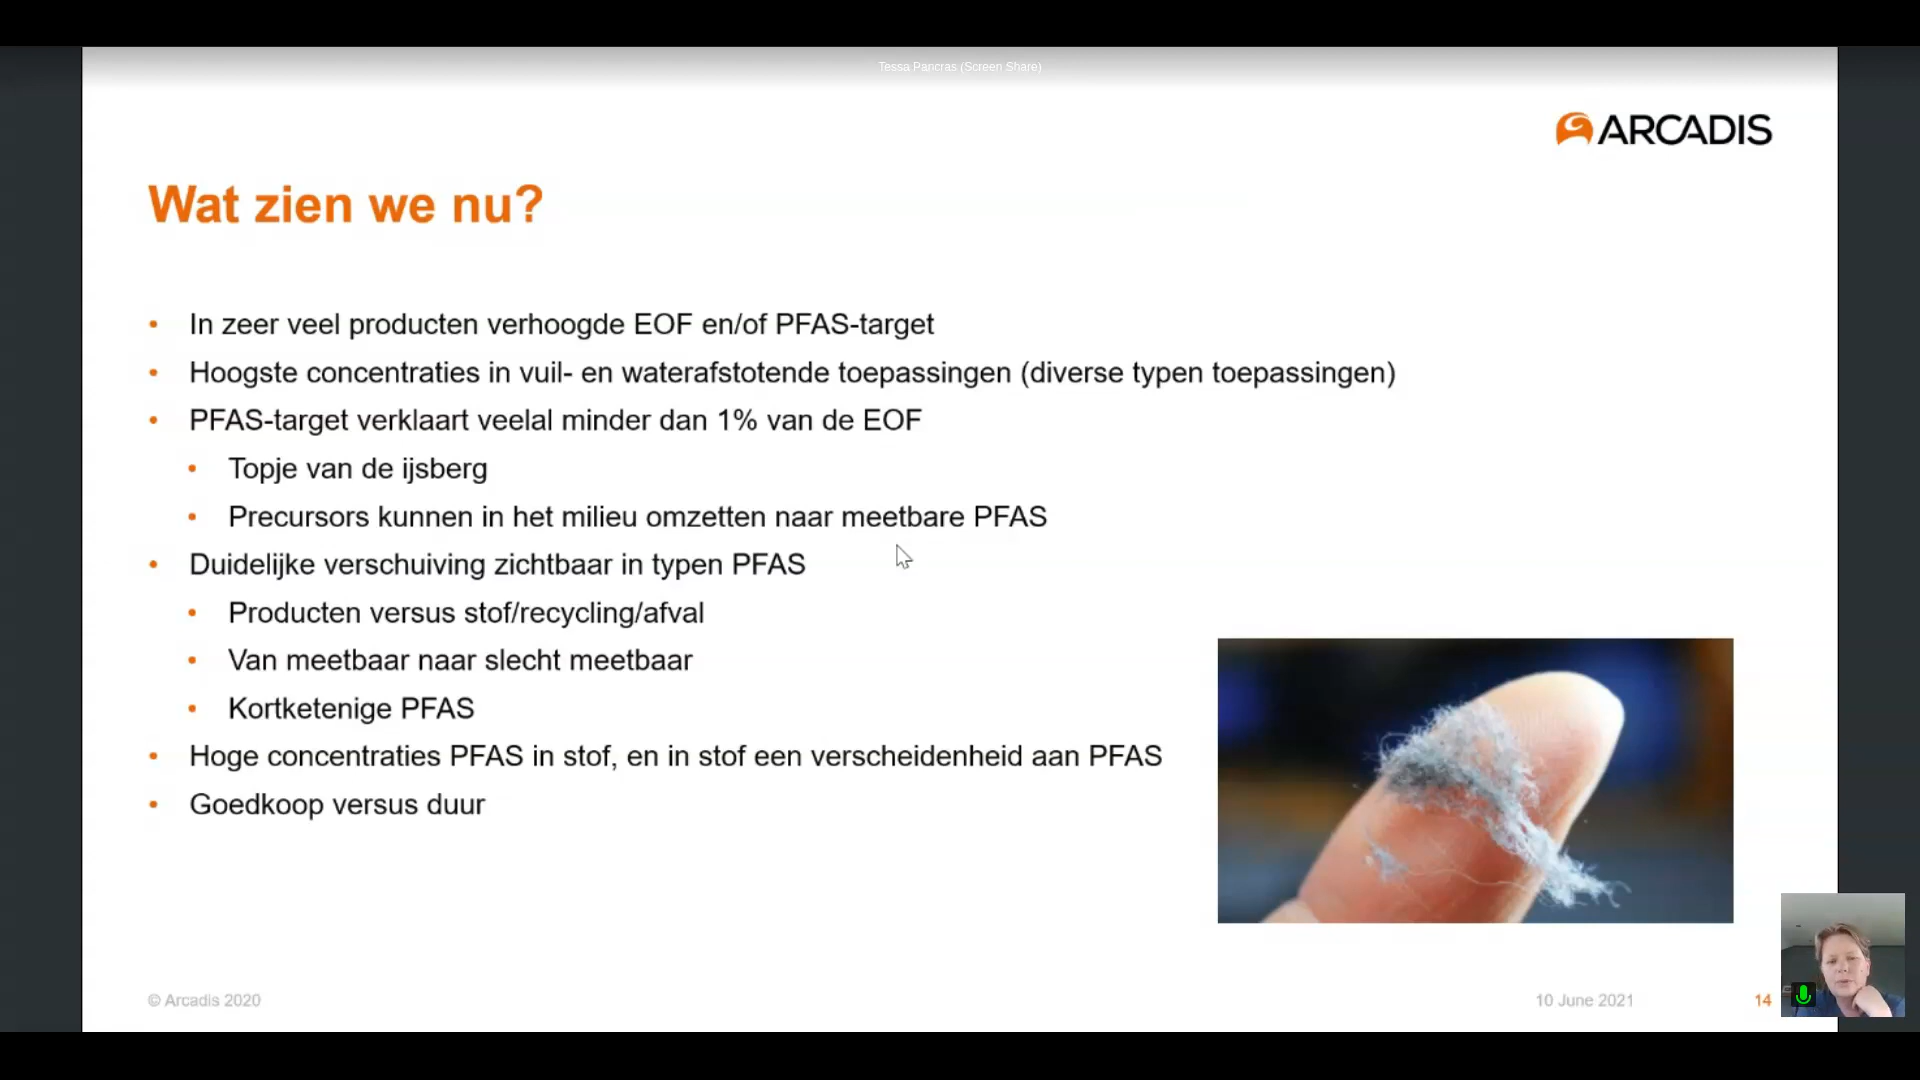 Tessa Pancras (Screen Share)
ARCADIS
Wat zien we nu?
• In zeer veel producten verhoogde EOF en/of PFAS-target
• Hoogste concentraties in vuil- en waterafstotende toepassingen (diverse typen toepassingen)
• PFAS-target verklaart veelal minder dan 1% van de EOF
• Topje van de ijsberg
• Precursors kunnen in het milieu omzetten naar meetbare PFAS
• Duidelijke verschuiving zichtbaar in typen PFAS
• Producten versus stof/recycling/afval
• Van meetbaar naar slecht meetbaar
• Kortketenige PFAS
• Hoge concentraties PFAS in stof, en in stof een verscheidenheid aan PFAS
• Goedkoop versus duur
© Arcadis 2020
10 June 2021
14